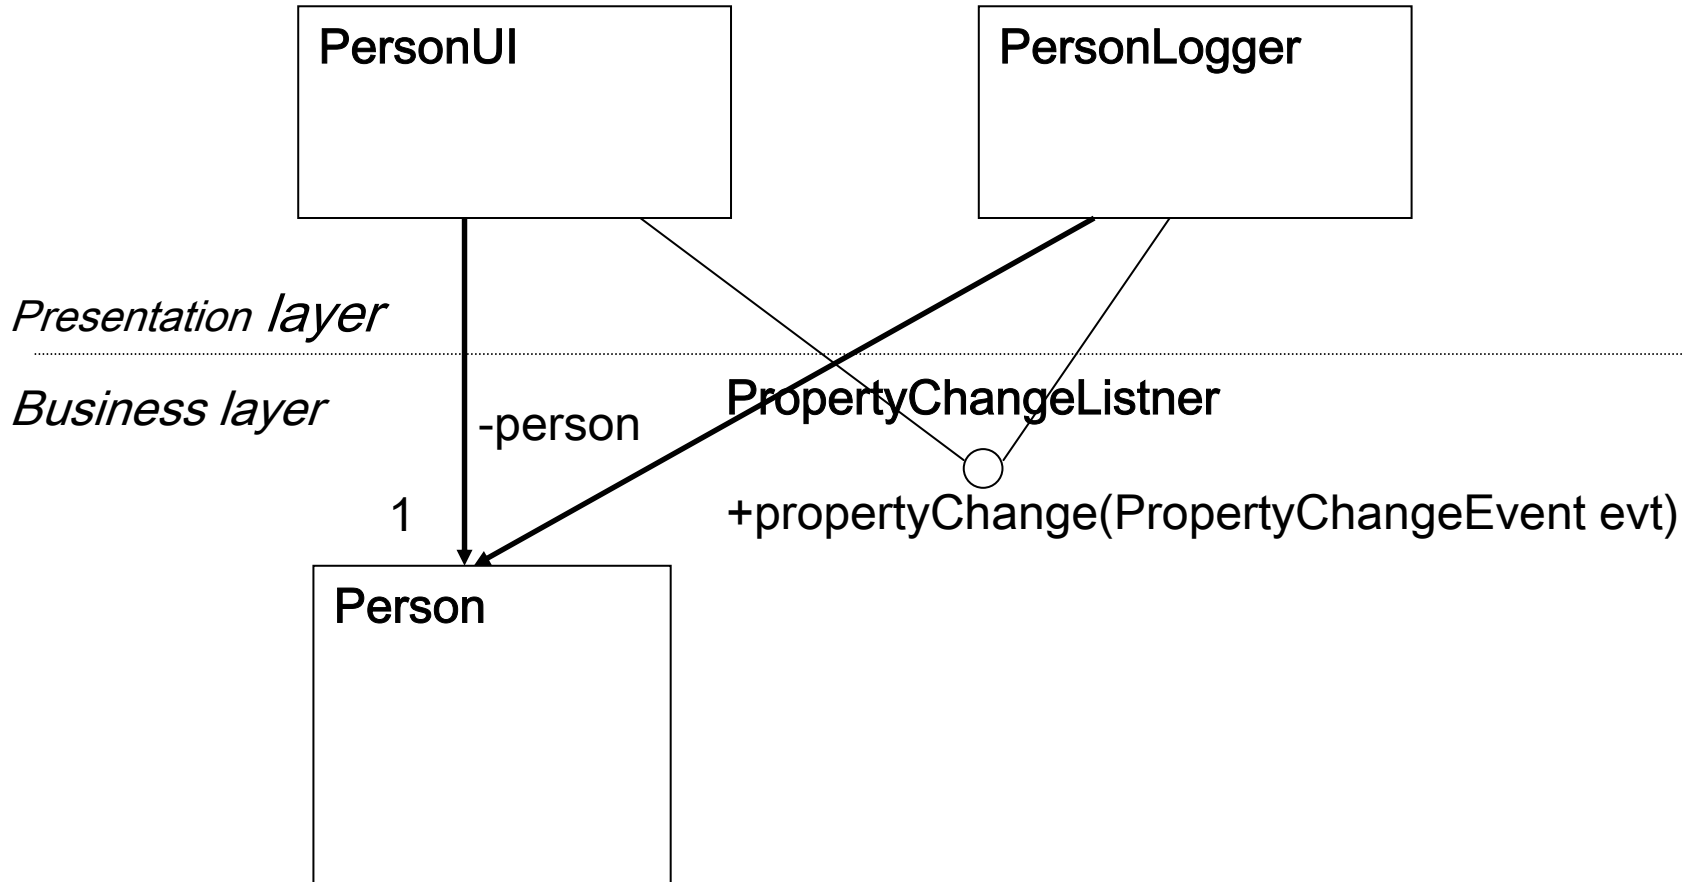 PersonUI
PersonLogger
Presentation layer
Business layer
PropertyChangeListner
-person
1
+propertyChange(PropertyChangeEvent evt)
Person